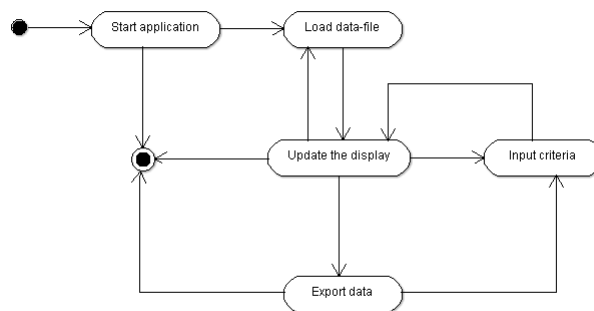 Start application
Load data-file
Update the display
Input criteria
Export data